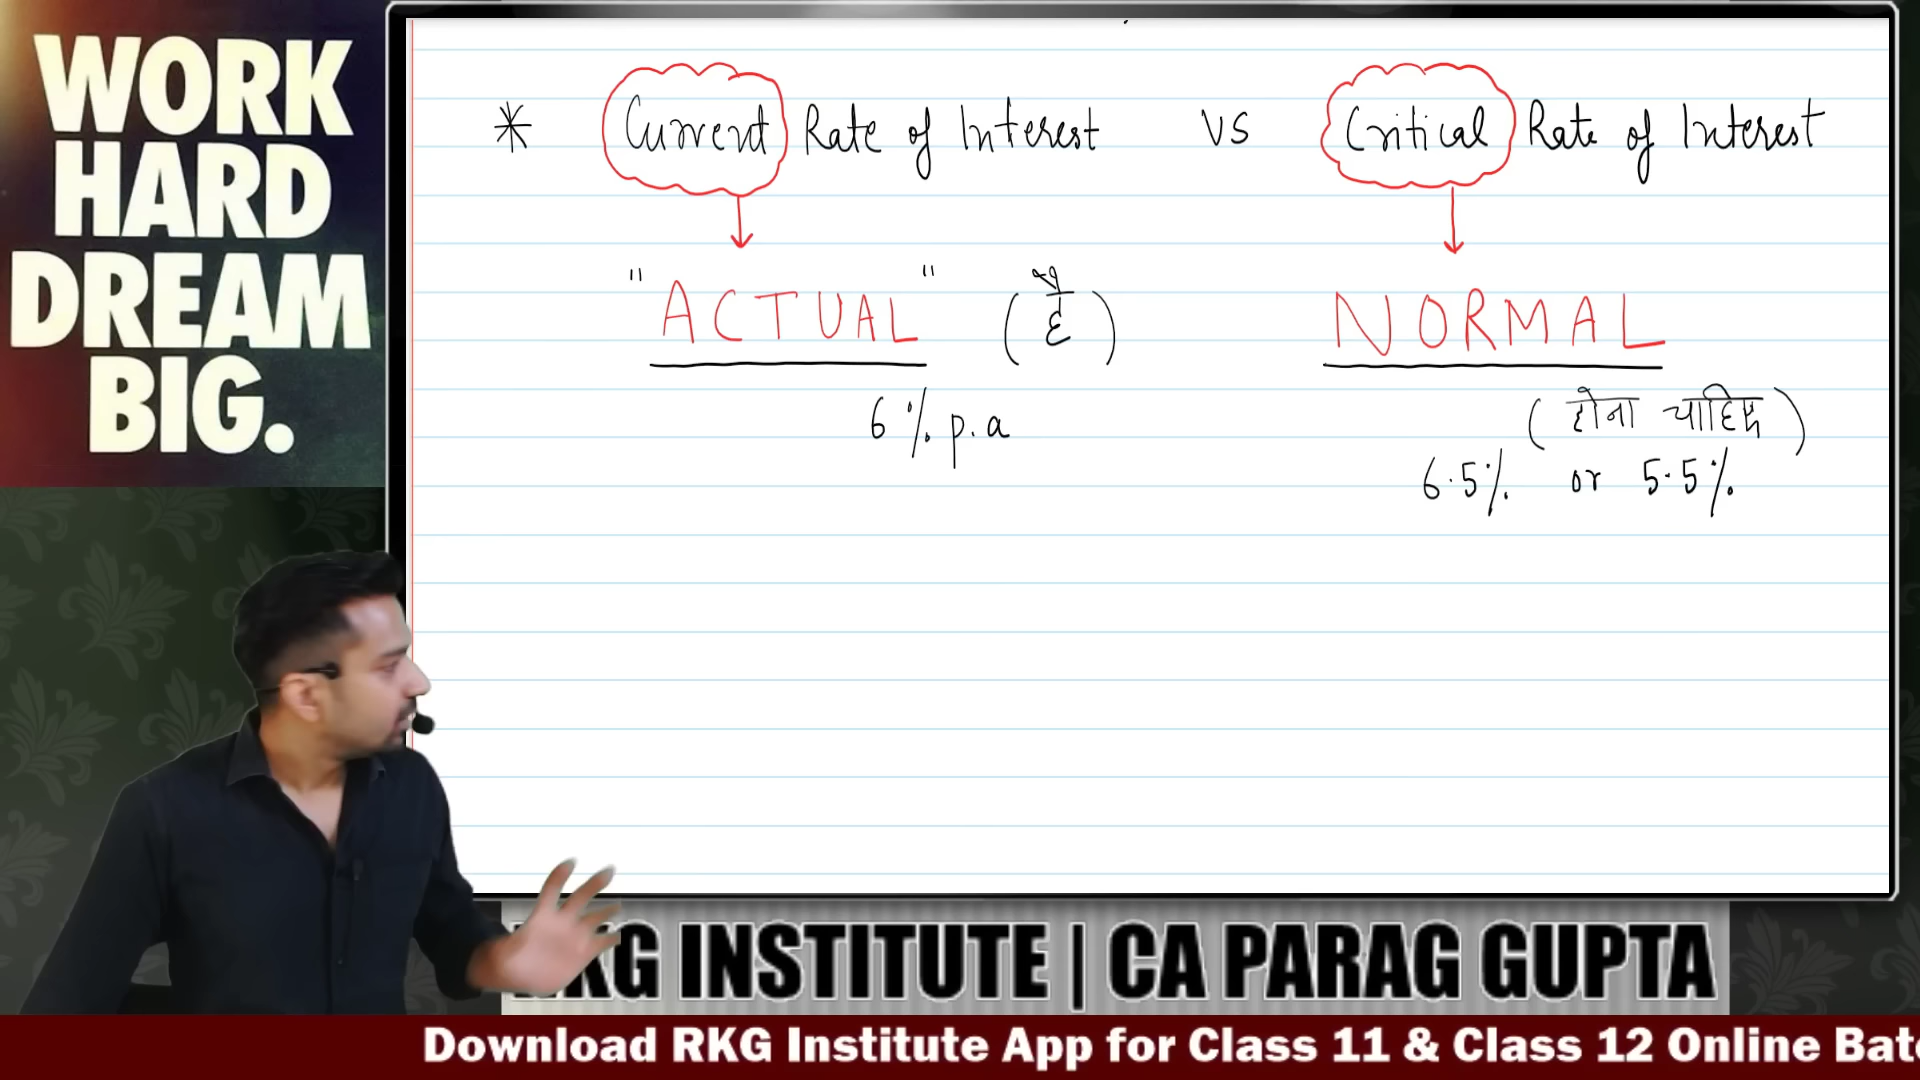 WORK
HARD
DREAM
BIG.
* Current Rate of Interest vs Critical Rate of Interest
"ACTUAL" (है) NORMAL
6% p.a (होना चाहिए)
6.5% or 5.5%
INSTITUTE | CA PARAG GUPTA
Download RKG Institute App for Class 11 & Class 12 Online